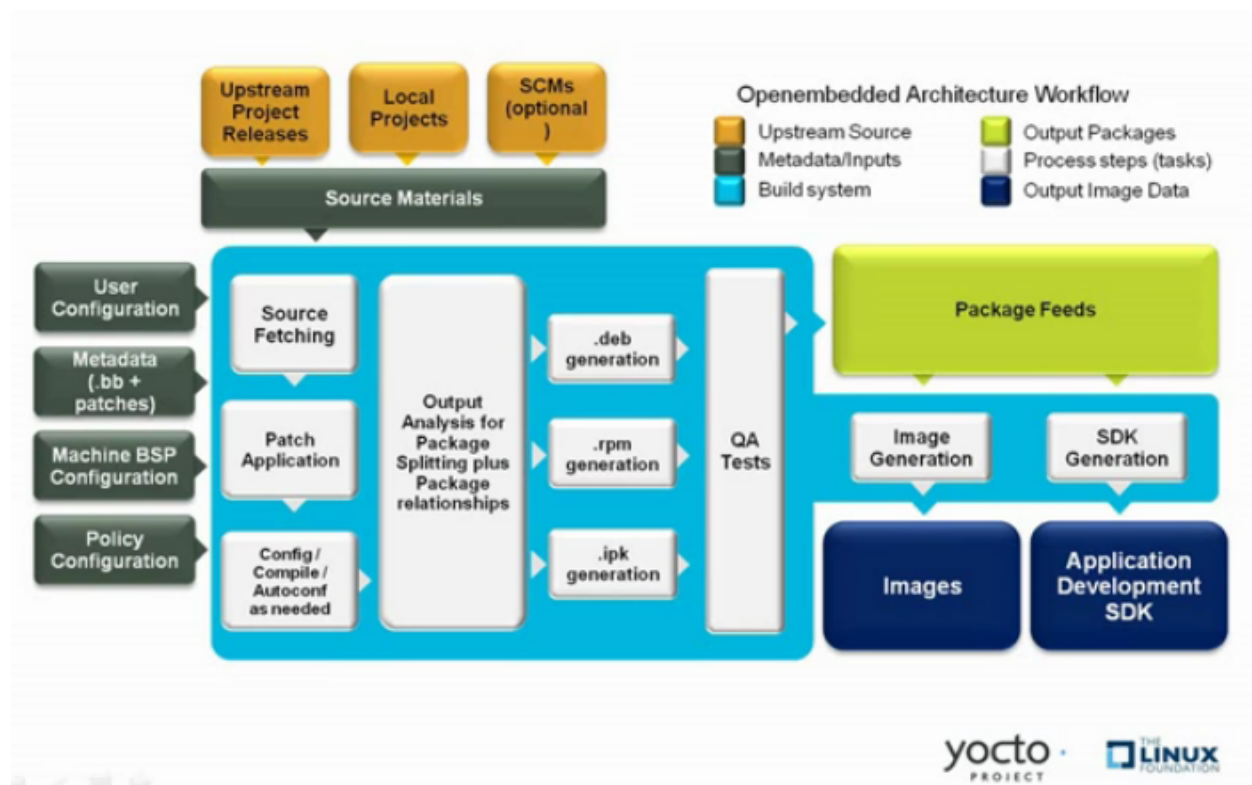 Upstream
Project
Releases
Local
Projects
SCMs
(optional
)
Openembedded Architecture Workflow
Upstream Source
Metadata/Inputs
Build system
Output Packages
Process steps (tasks)
Output Image Data
Source Materials
User
Configuration
Metadata
(.bb +
patches)
Machine BSP
Configuration
Policy
Configuration
Source
Fetching
Patch
Application
Config /
Compile /
Autoconf
as needed
Output
Analysis for
Package
Splitting plus
Package
relationships
.deb
generation
.rpm
generation
.ipk
generation
QA
Tests
Package Feeds
Image
Generation
SDK
Generation
Images
Application
Development
SDK
yocto
PROJECT
THE
LINUX
FOUNDATION